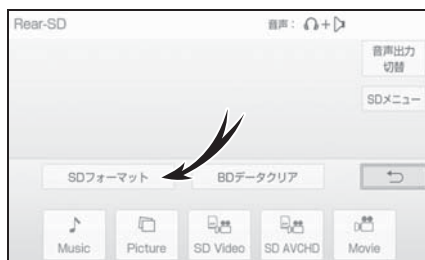 Rear-SD
音声： +
音声出力
切替
SDメニュー
SDフォーマット
BDデータクリア
Music
Picture
SD Video
SD AVCHD
Movie